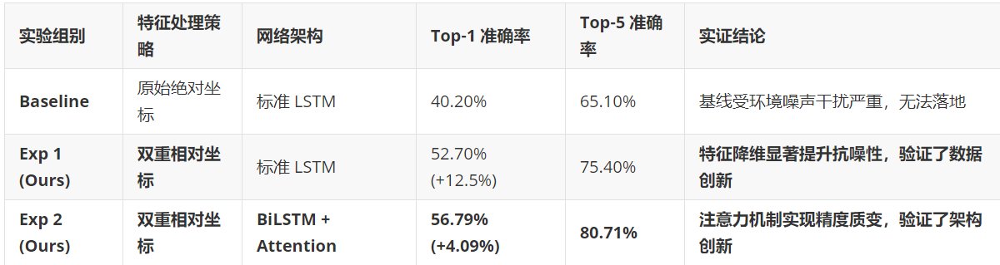 实验组别
特征处理策
略
网络架构
Top-1 准确率
Top-5 准确
率
实证结论
Baseline
原始绝对坐
标
标准 LSTM
40.20%
65.10%
基线受环境噪声干扰严重，无法落地
Exp 1
(Ours)
双重相对坐
标
标准 LSTM
52.70%
(+12.5%)
75.40%
特征降维显著提升抗噪性，验证了数据
创新
Exp 2
(Ours)
双重相对坐
标
BiLSTM +
Attention
56.79%
(+4.09%)
80.71%
注意力机制实现精度质变，验证了架构
创新